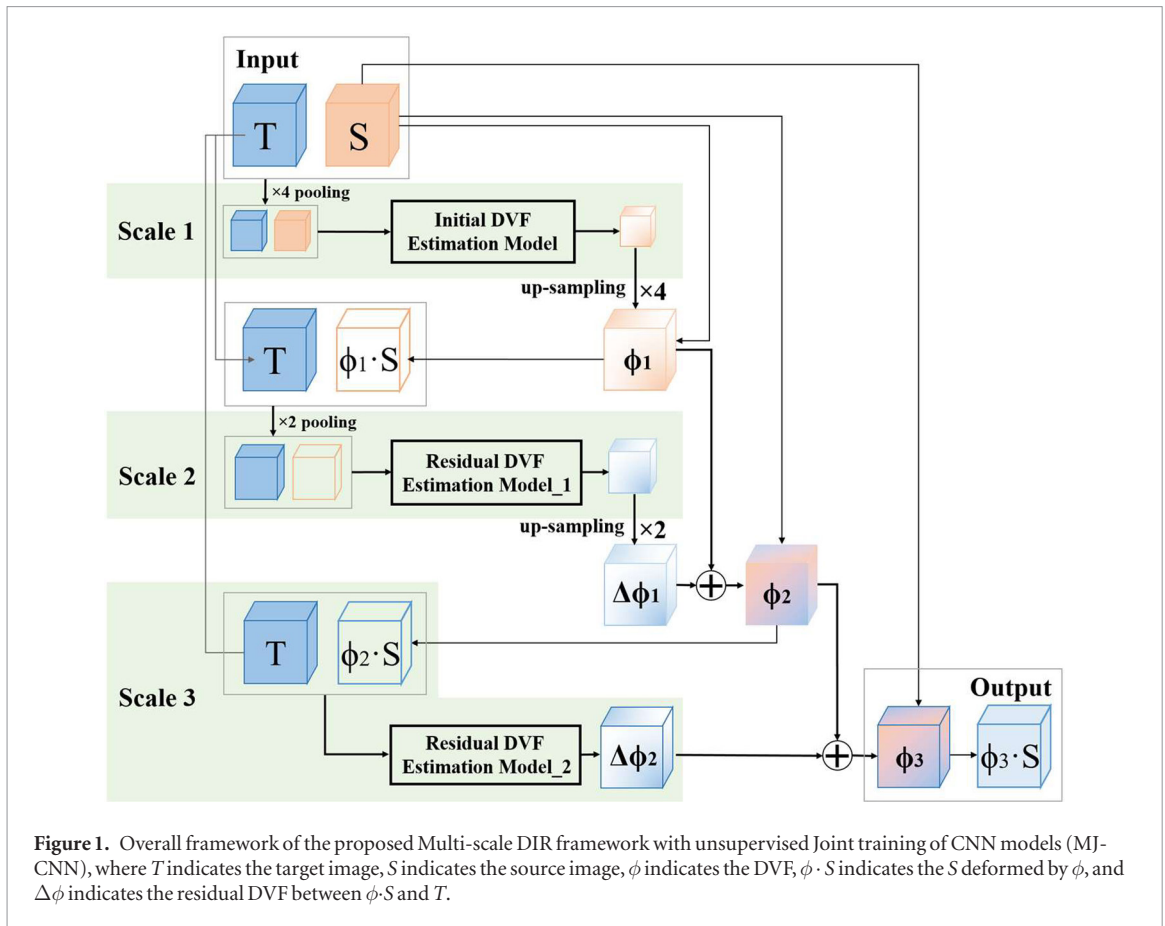 Input
T
S
×4 pooling
Scale 1
Initial DVF
Estimation Model
up-sampling ×4
T
ϕ1·S
ϕ1
×2 pooling
Scale 2
Residual DVF
Estimation Model_1
up-sampling ×2
Δϕ1
ϕ2
T
ϕ2·S
Scale 3
Residual DVF
Estimation Model_2
Δϕ2
Output
ϕ3
ϕ3·S
Figure 1. Overall framework of the proposed Multi-scale DIR framework with unsupervised Joint training of CNN models (MJ-
CNN), where T indicates the target image, S indicates the source image, ϕ indicates the DVF, ϕ · S indicates the S deformed by ϕ, and
Δϕ indicates the residual DVF between ϕ·S and T.